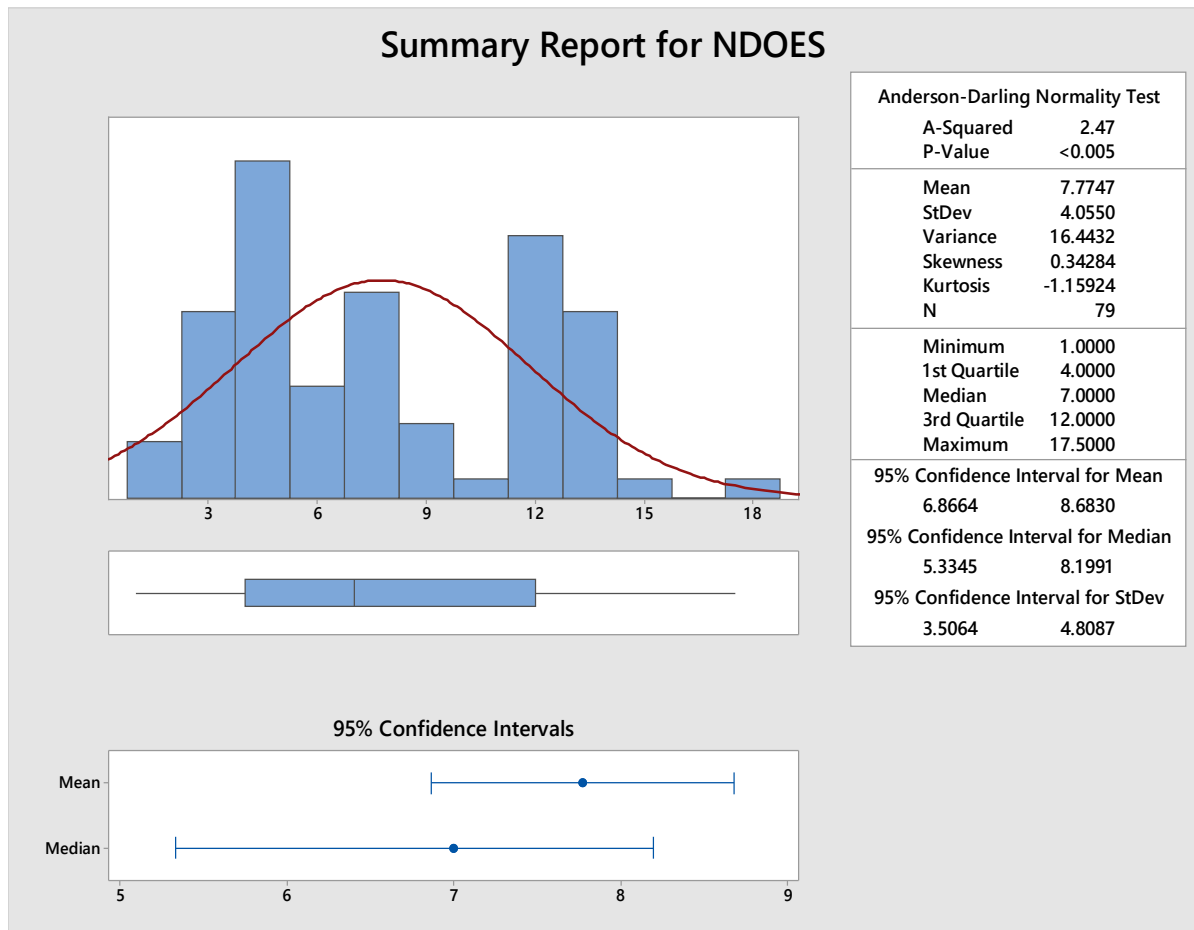 Summary Report for NDOES
3 6 9 12 15 18
95% Confidence Intervals
Mean
Median
5 6 7 8 9
Anderson-Darling Normality Test
A-Squared 2.47
P-Value <0.005
Mean 7.7747
StDev 4.0550
Variance 16.4432
Skewness 0.34284
Kurtosis -1.15924
N 79
Minimum 1.0000
1st Quartile 4.0000
Median 7.0000
3rd Quartile 12.0000
Maximum 17.5000
95% Confidence Interval for Mean
6.8664 8.6830
95% Confidence Interval for Median
5.3345 8.1991
95% Confidence Interval for StDev
3.5064 4.8087